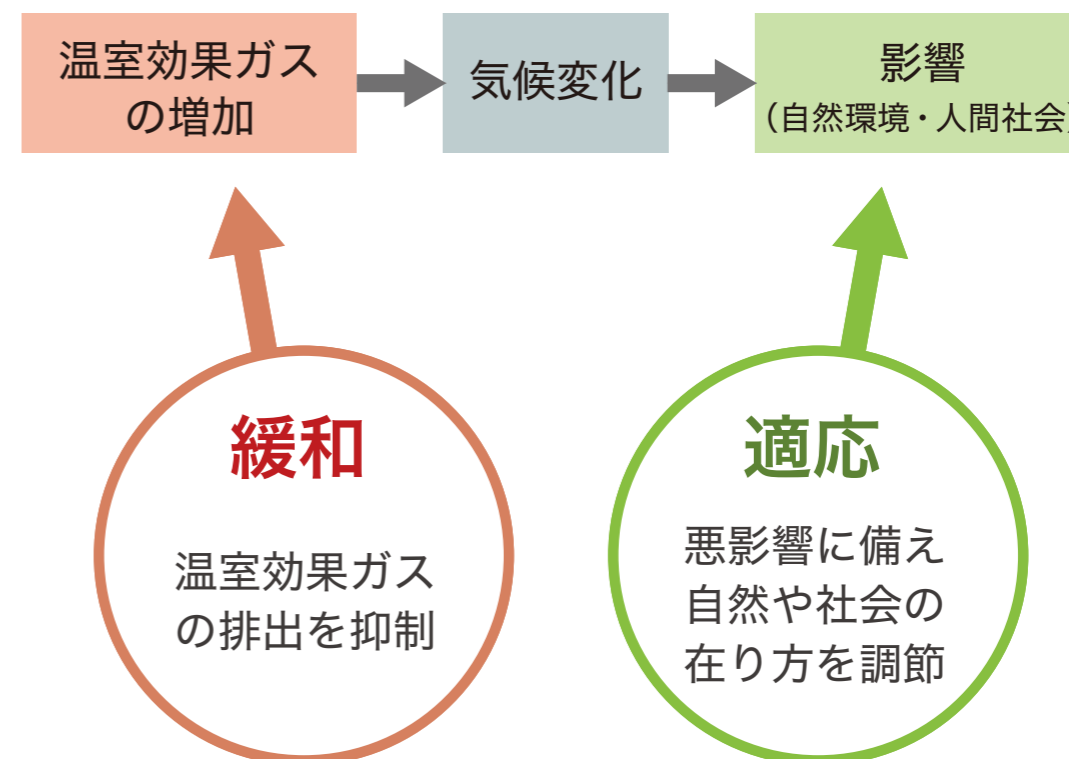 温室効果ガス
の増加
気候変化
影響
（自然環境・人間社会）
緩和
温室効果ガス
の排出を抑制
適応
悪影響に備え
自然や社会の
在り方を調節